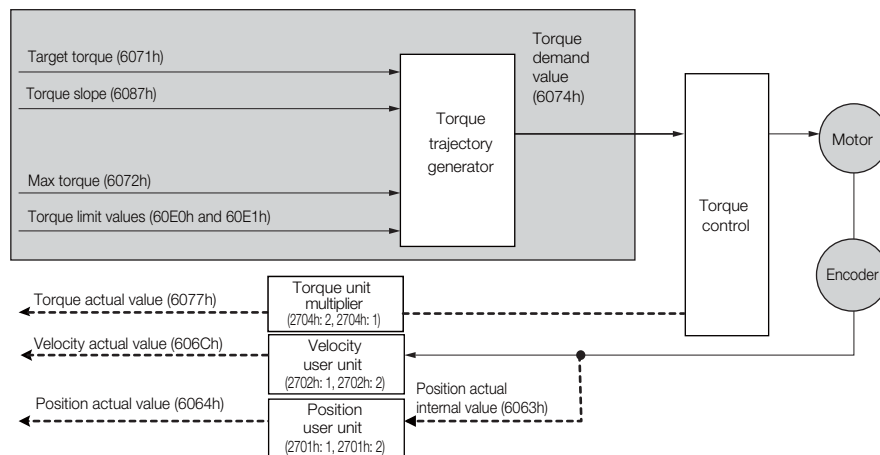 Target torque (6071h)
Torque slope (6087h)
Max torque (6072h)
Torque limit values (60E0h and 60E1h)
Torque
trajectory
generator
Torque
demand
value
(6074h)
Torque
control
Motor
Encoder
Torque actual value (6077h)
Torque unit
multiplier
(2704h: 2, 2704h: 1)
Velocity actual value (606Ch)
Velocity
user unit
(2702h: 1, 2702h: 2)
Position actual value (6064h)
Position
user unit
(2701h: 1, 2701h: 2)
Position actual
internal value (6063h)